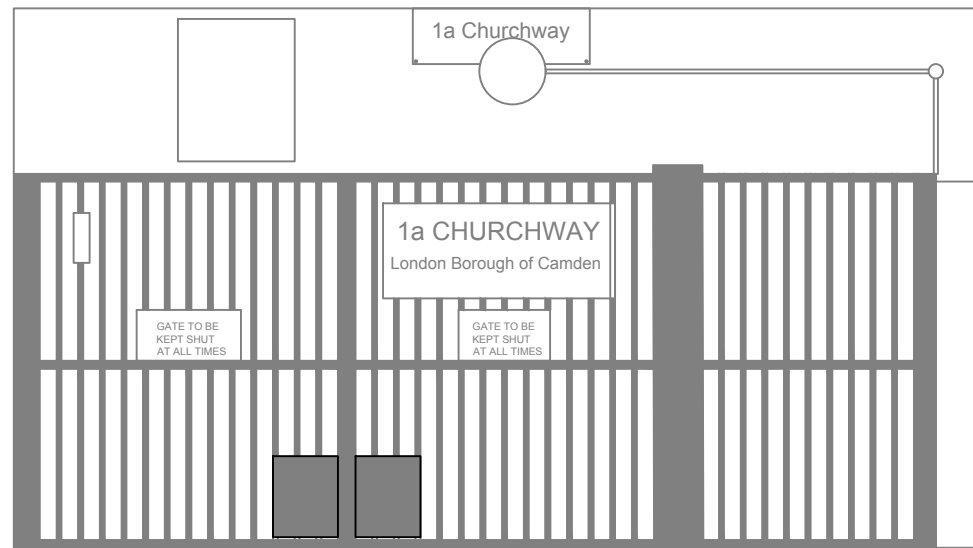 1a Churchway
1a CHURCHWAY
London Borough of Camden
GATE TO BE
KEPT SHUT
AT ALL TIMES
GATE TO BE
KEPT SHUT
AT ALL TIMES